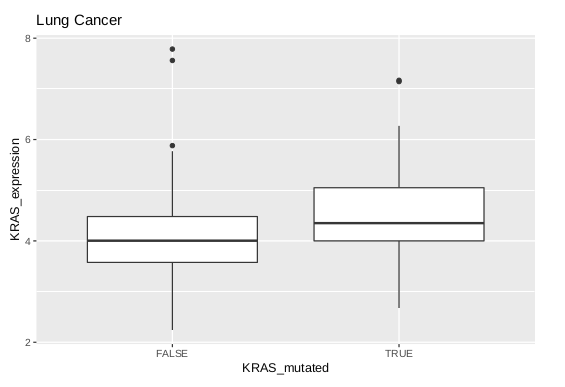 Lung Cancer
8
6
4
2
KRAS_expression
FALSE
TRUE
KRAS_mutated